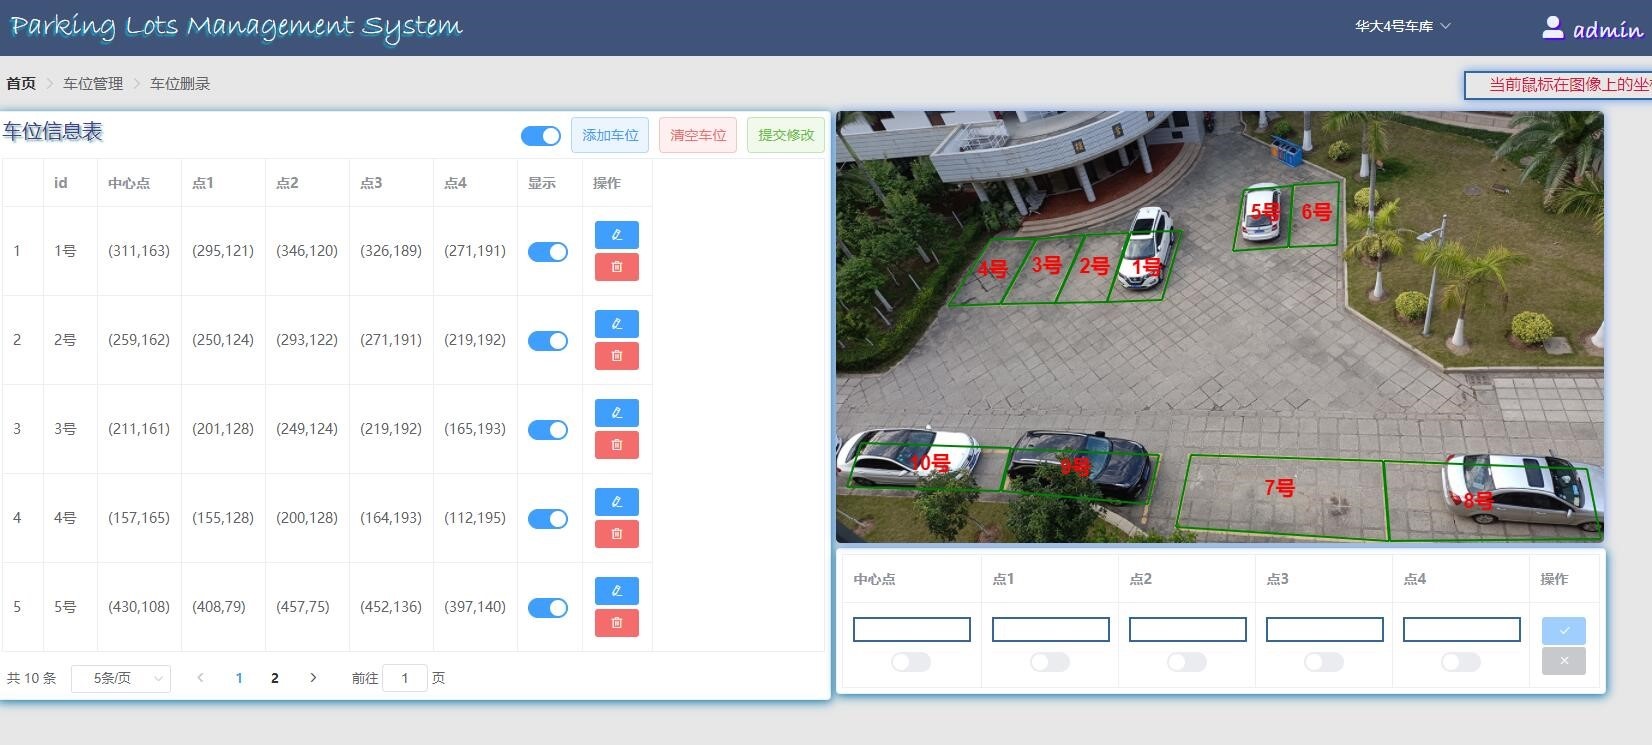 Parking Lots Management System
华大4号车库
admin
首页 > 车位管理 > 车位删录
当前鼠标在图像上的坐
车位信息表
添加车位 清空车位 提交修改
id 中心点 点1 点2 点3 点4 显示 操作
1 1号 (311,163) (295,121) (346,120) (326,189) (271,191)
2 2号 (259,162) (250,124) (293,122) (271,191) (219,192)
3 3号 (211,161) (201,128) (249,124) (219,192) (165,193)
4 4号 (157,165) (155,128) (200,128) (164,193) (112,195)
5 5号 (430,108) (408,79) (457,75) (452,136) (397,140)
共 10 条 5条/页 < 1 2 > 前往 1 页
5号 6号
4号 3号 2号 1号
10号 9号 7号 8号
中心点 点1 点2 点3 点4 操作